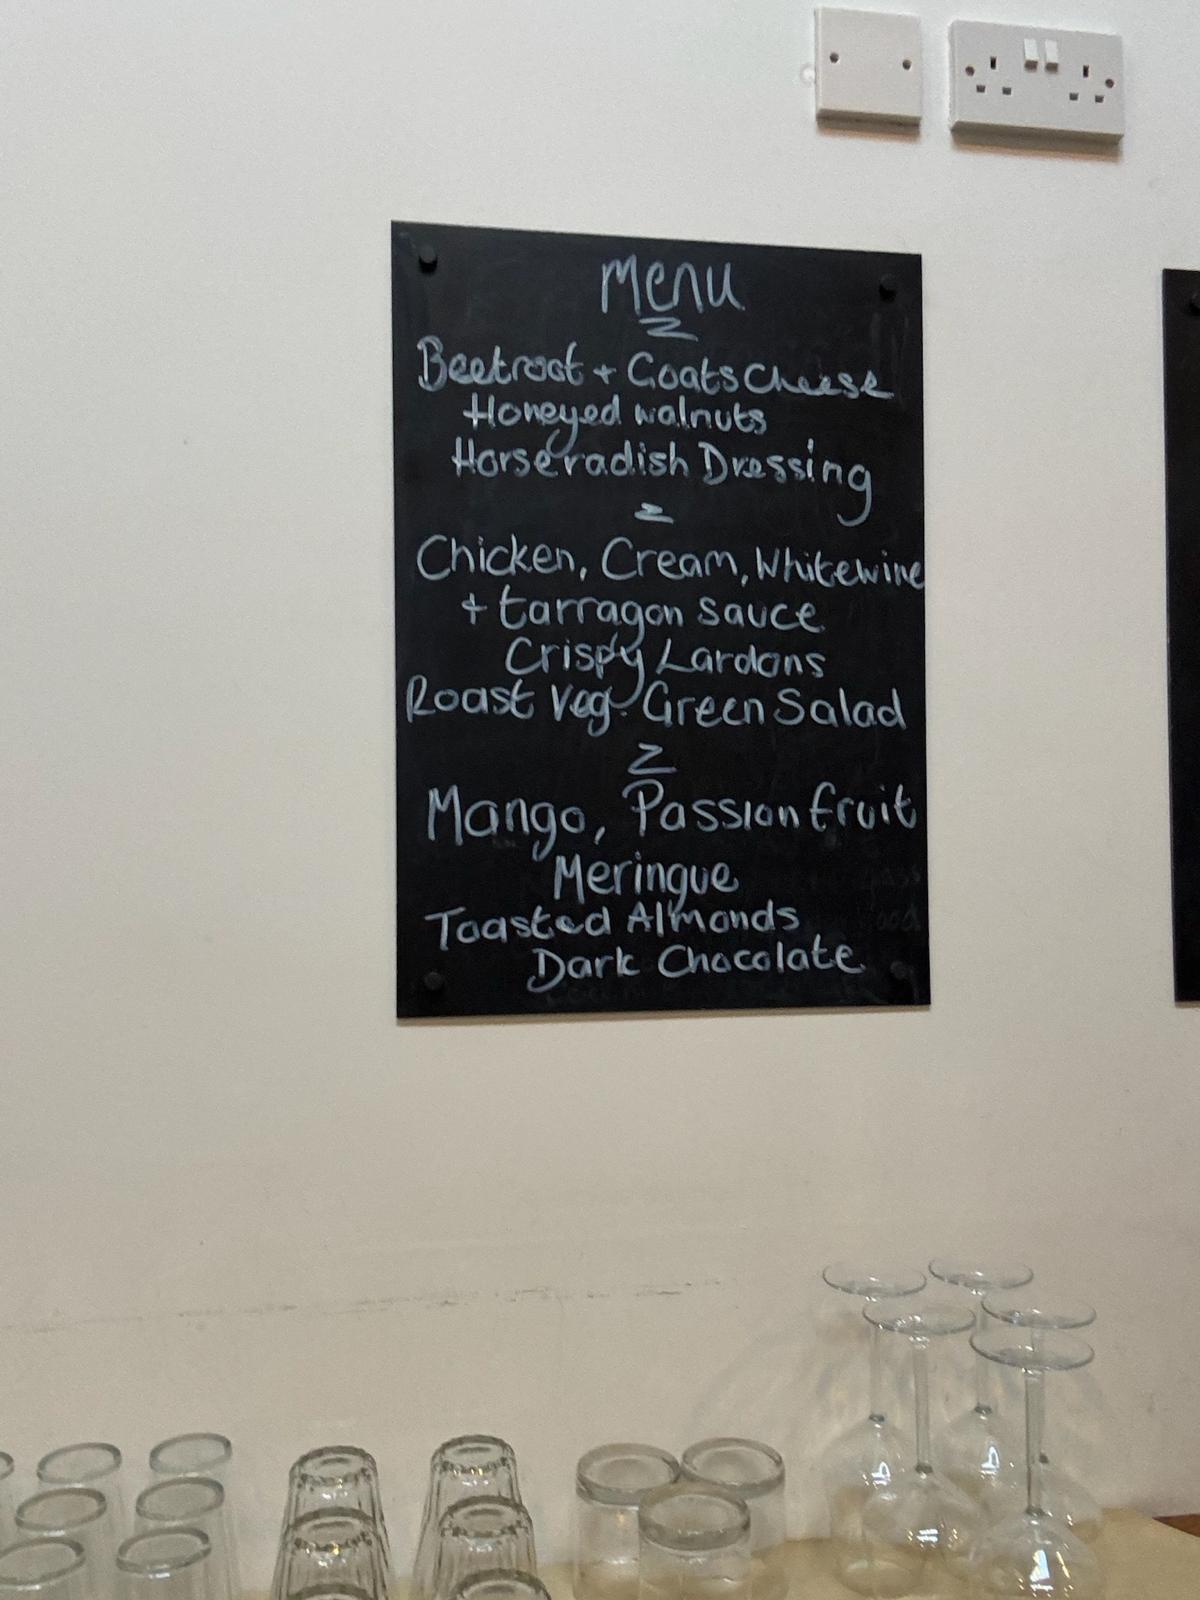 Menu
Beetroot + Goats Cheese
Honeyed walnuts
Horseradish Dressing
Chicken, Cream, Whitewine
+ tarragon sauce
Crispy Lardons
Roast Veg. Green Salad
Mango, Passionfruit
Meringue
Toasted Almonds
Dark Chocolate